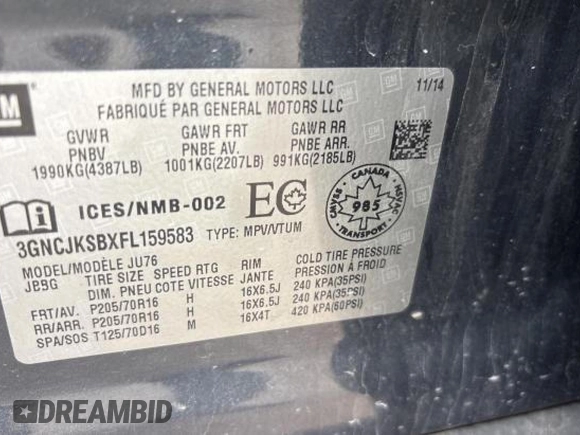 GM
MFD BY GENERAL MOTORS LLC
11/14
FABRIQUÉ PAR GENERAL MOTORS LLC
GVWR GAWR FRT GAWR RR
PNBV PNBE AV. PNBE ARR.
1990KG(4387LB) 1001KG(2207LB) 991KG(2185LB)
ICES/NMB-002
EC
CANADA
985
CMVSS NSVAC
3GNCJKSBXFL159583 TYPE: MPV/VTUM
MODEL/MODÈLE JU76
JB9G TIRE SIZE SPEED RTG RIM COLD TIRE PRESSURE
DIM. PNEU COTE VITESSE JANTE PRESSION À FROID
FRT/AV. P205/70R16 H 16X6.5J 240 KPA(35PSI)
RR/ARR. P205/70R16 H 16X6.5J 240 KPA(35PSI)
SPA/SOS T125/70D16 M 16X4T 420 KPA(60PSI)
DREAMBID